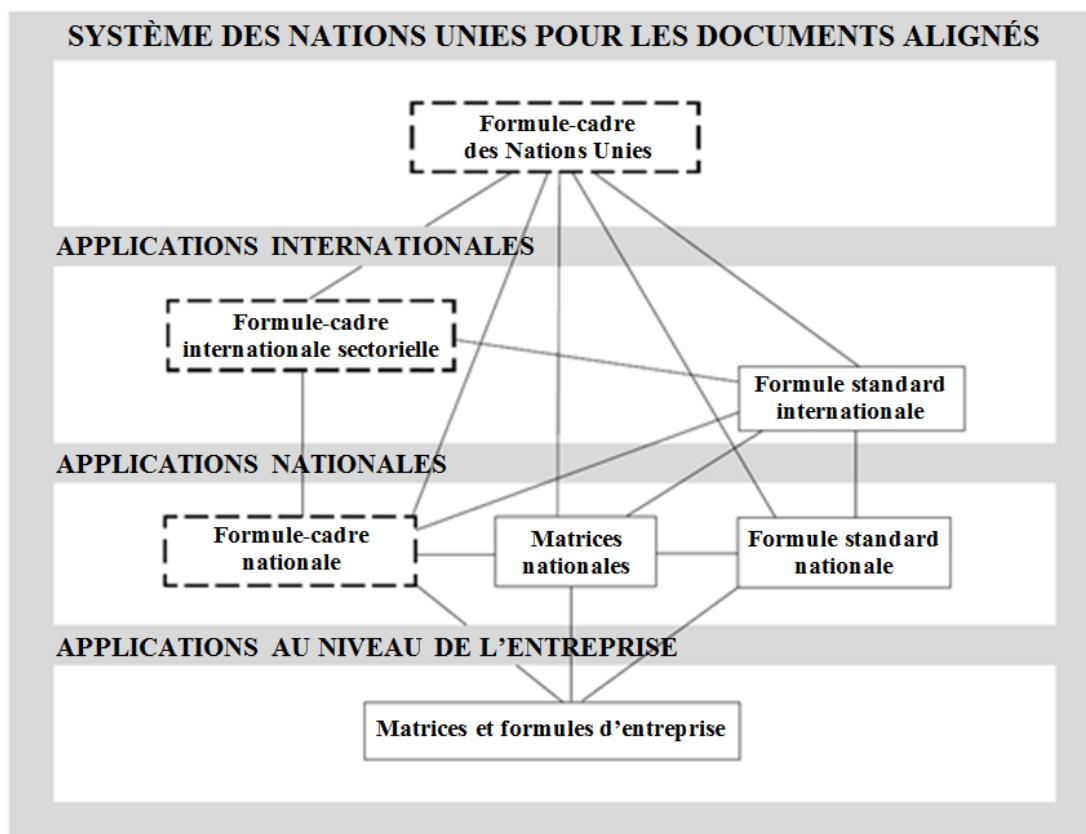 SYSTÈME DES NATIONS UNIES POUR LES DOCUMENTS ALIGNÉS
Formule-cadre
des Nations Unies
APPLICATIONS INTERNATIONALES
Formule-cadre
internationale sectorielle
Formule standard
internationale
APPLICATIONS NATIONALES
Formule-cadre
nationale
Matrices
nationales
Formule standard
nationale
APPLICATIONS AU NIVEAU DE L’ENTREPRISE
Matrices et formules d’entreprise